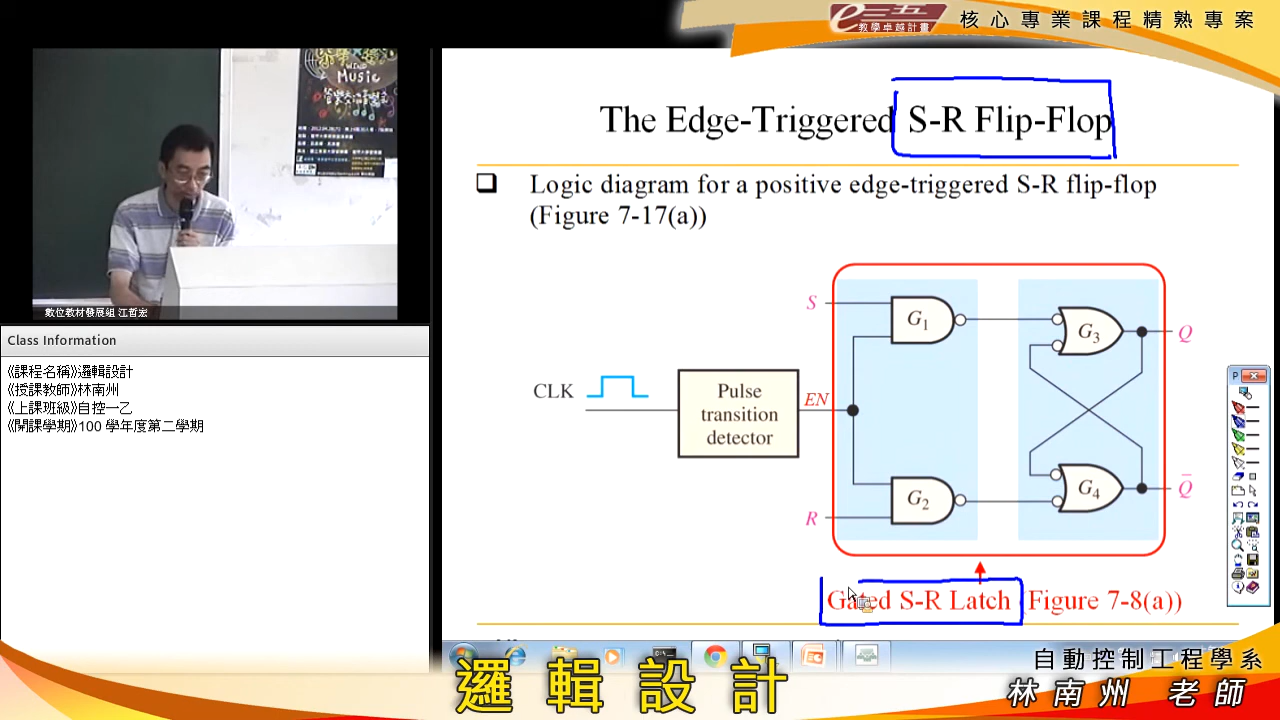 e三五
教學卓越計畫
核心專業課程精熟專案
Music
數位教材發展組 江哲宏
Class Information
《課程名稱》邏輯設計
《授課教師》林南州
《上課班級》自控一乙
《開課學期》100 學年度第二學期
The Edge-Triggered S-R Flip-Flop
Logic diagram for a positive edge-triggered S-R flip-flop
(Figure 7-17(a))
S
G1
G3
Q
CLK
Pulse
transition
detector
EN
G2
G4
Q̅
R
Gated S-R Latch (Figure 7-8(a))
P
邏輯設計
自動控制工程學系
林南州 老師